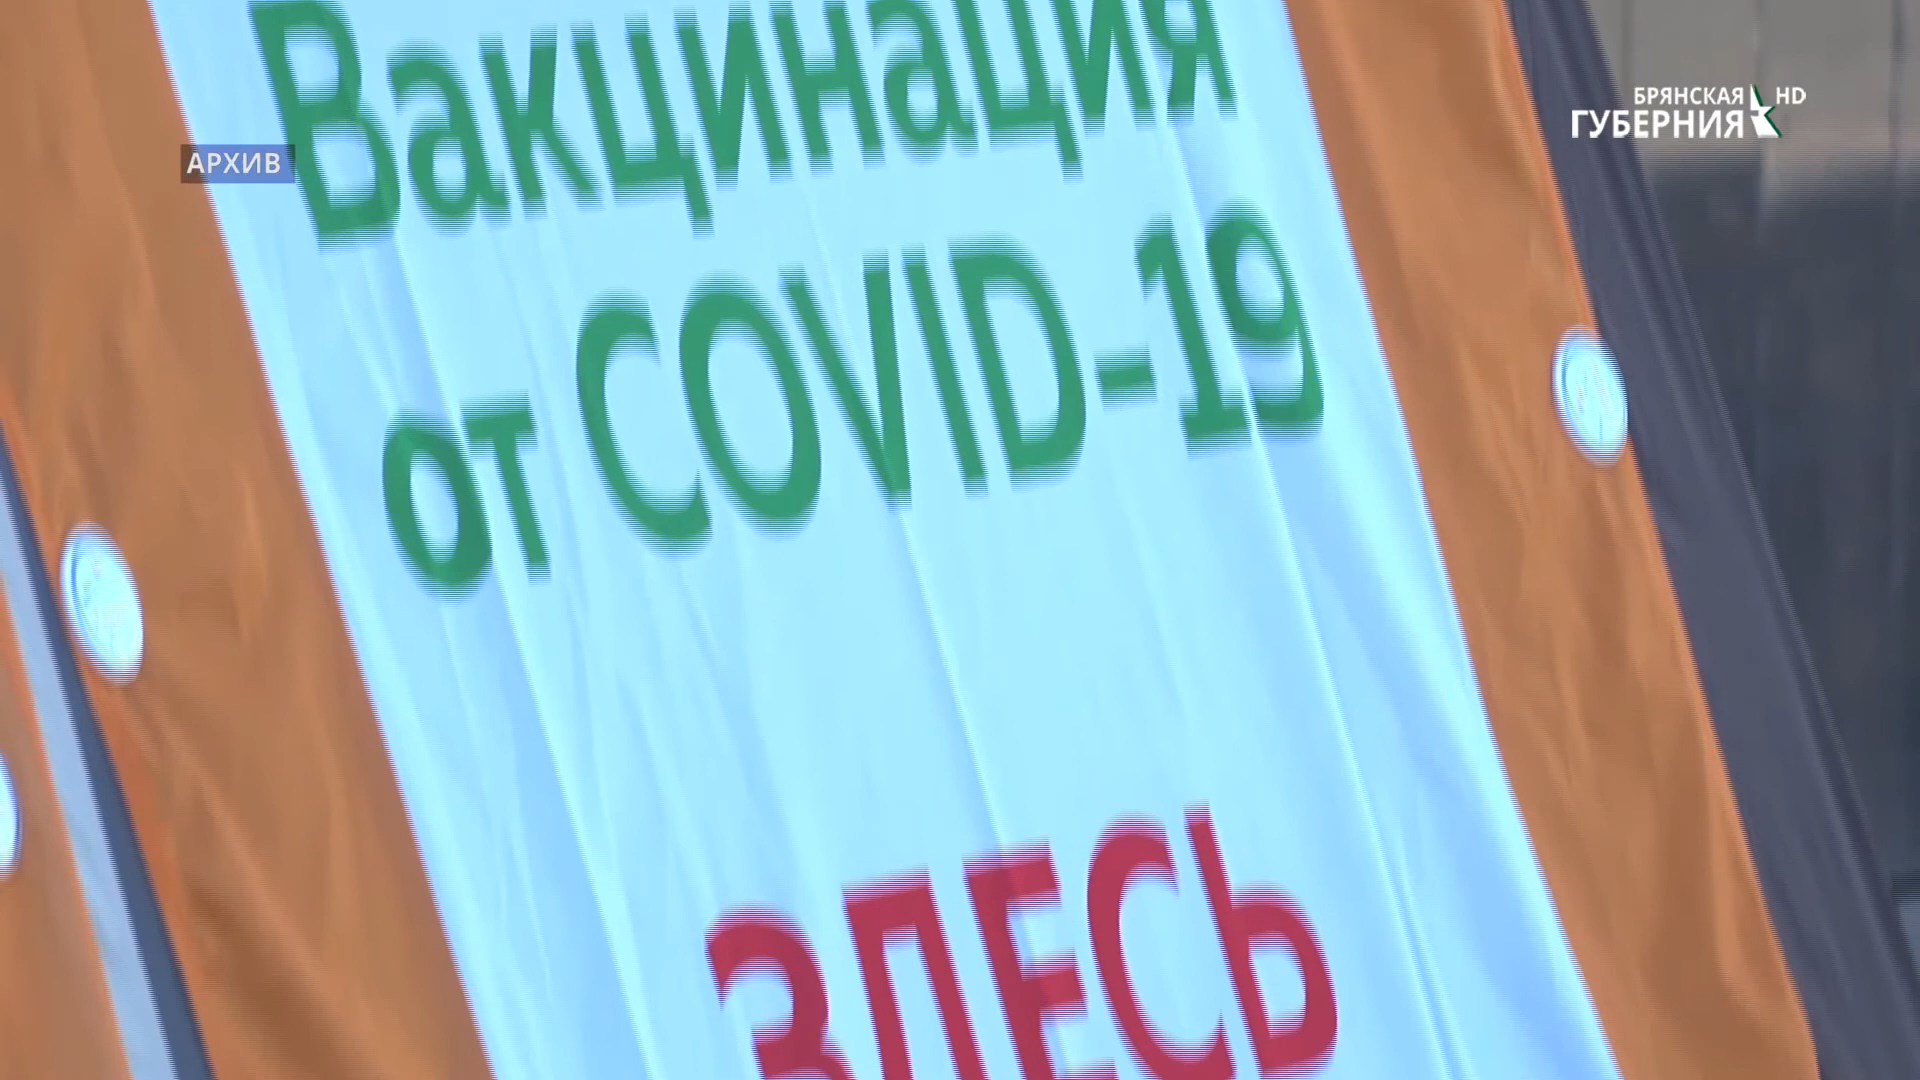 Вакцинация
от COVID-19
ЗДЕСЬ
АРХИВ
БРЯНСКАЯ HD
ГУБЕРНИЯ